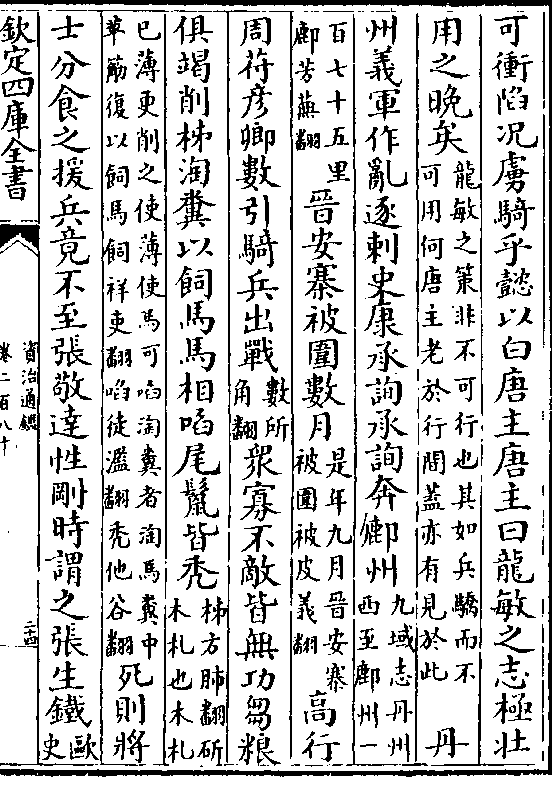 可衝陷况虜騎乎懿以白唐主唐主曰龍敏之志極壯
用之晚矣龍敏之策非不可行也其如兵驕而不
可用何唐主老於行間蓋亦有見於此丹
州義軍作亂逐刺史康承詢承詢奔鄜州九域志丹州
西至鄜州一
百七十五里
鄜芳蕪翻晉安寨被圍數月是年九月晉安寨
被圍被皮義翻高行
周苻彦卿數引騎兵出戰數所
角翻衆寡不敵皆無功芻粮
俱竭削柹淘糞以飼馬馬相啗尾鬛皆秃柹方肺翻斫
木札也木札
已薄更削之使薄使馬可啗淘糞者淘馬糞中
草筋復以飼馬飼祥吏翻啗徒濫翻秃他谷翻死則將
士分食之援兵竟不至張敬達性剛時謂之張生鐵歐
史
欽定四庫全書
資治通鑑
卷二百八十
二十四